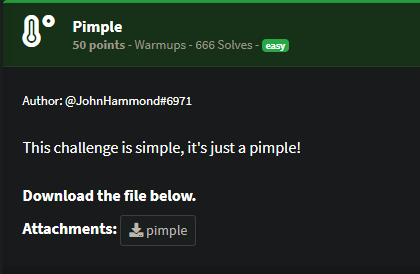 Pimple
50 points - Warmups - 666 Solves - easy
Author: @JohnHammond#6971
This challenge is simple, it's just a pimple!
Download the file below.
Attachments: pimple